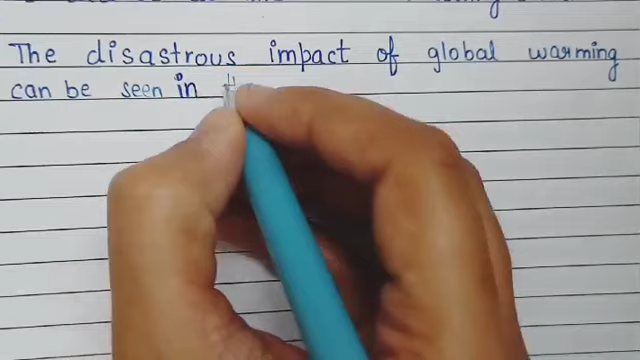 The disastrous impact of global warming
can be seen in